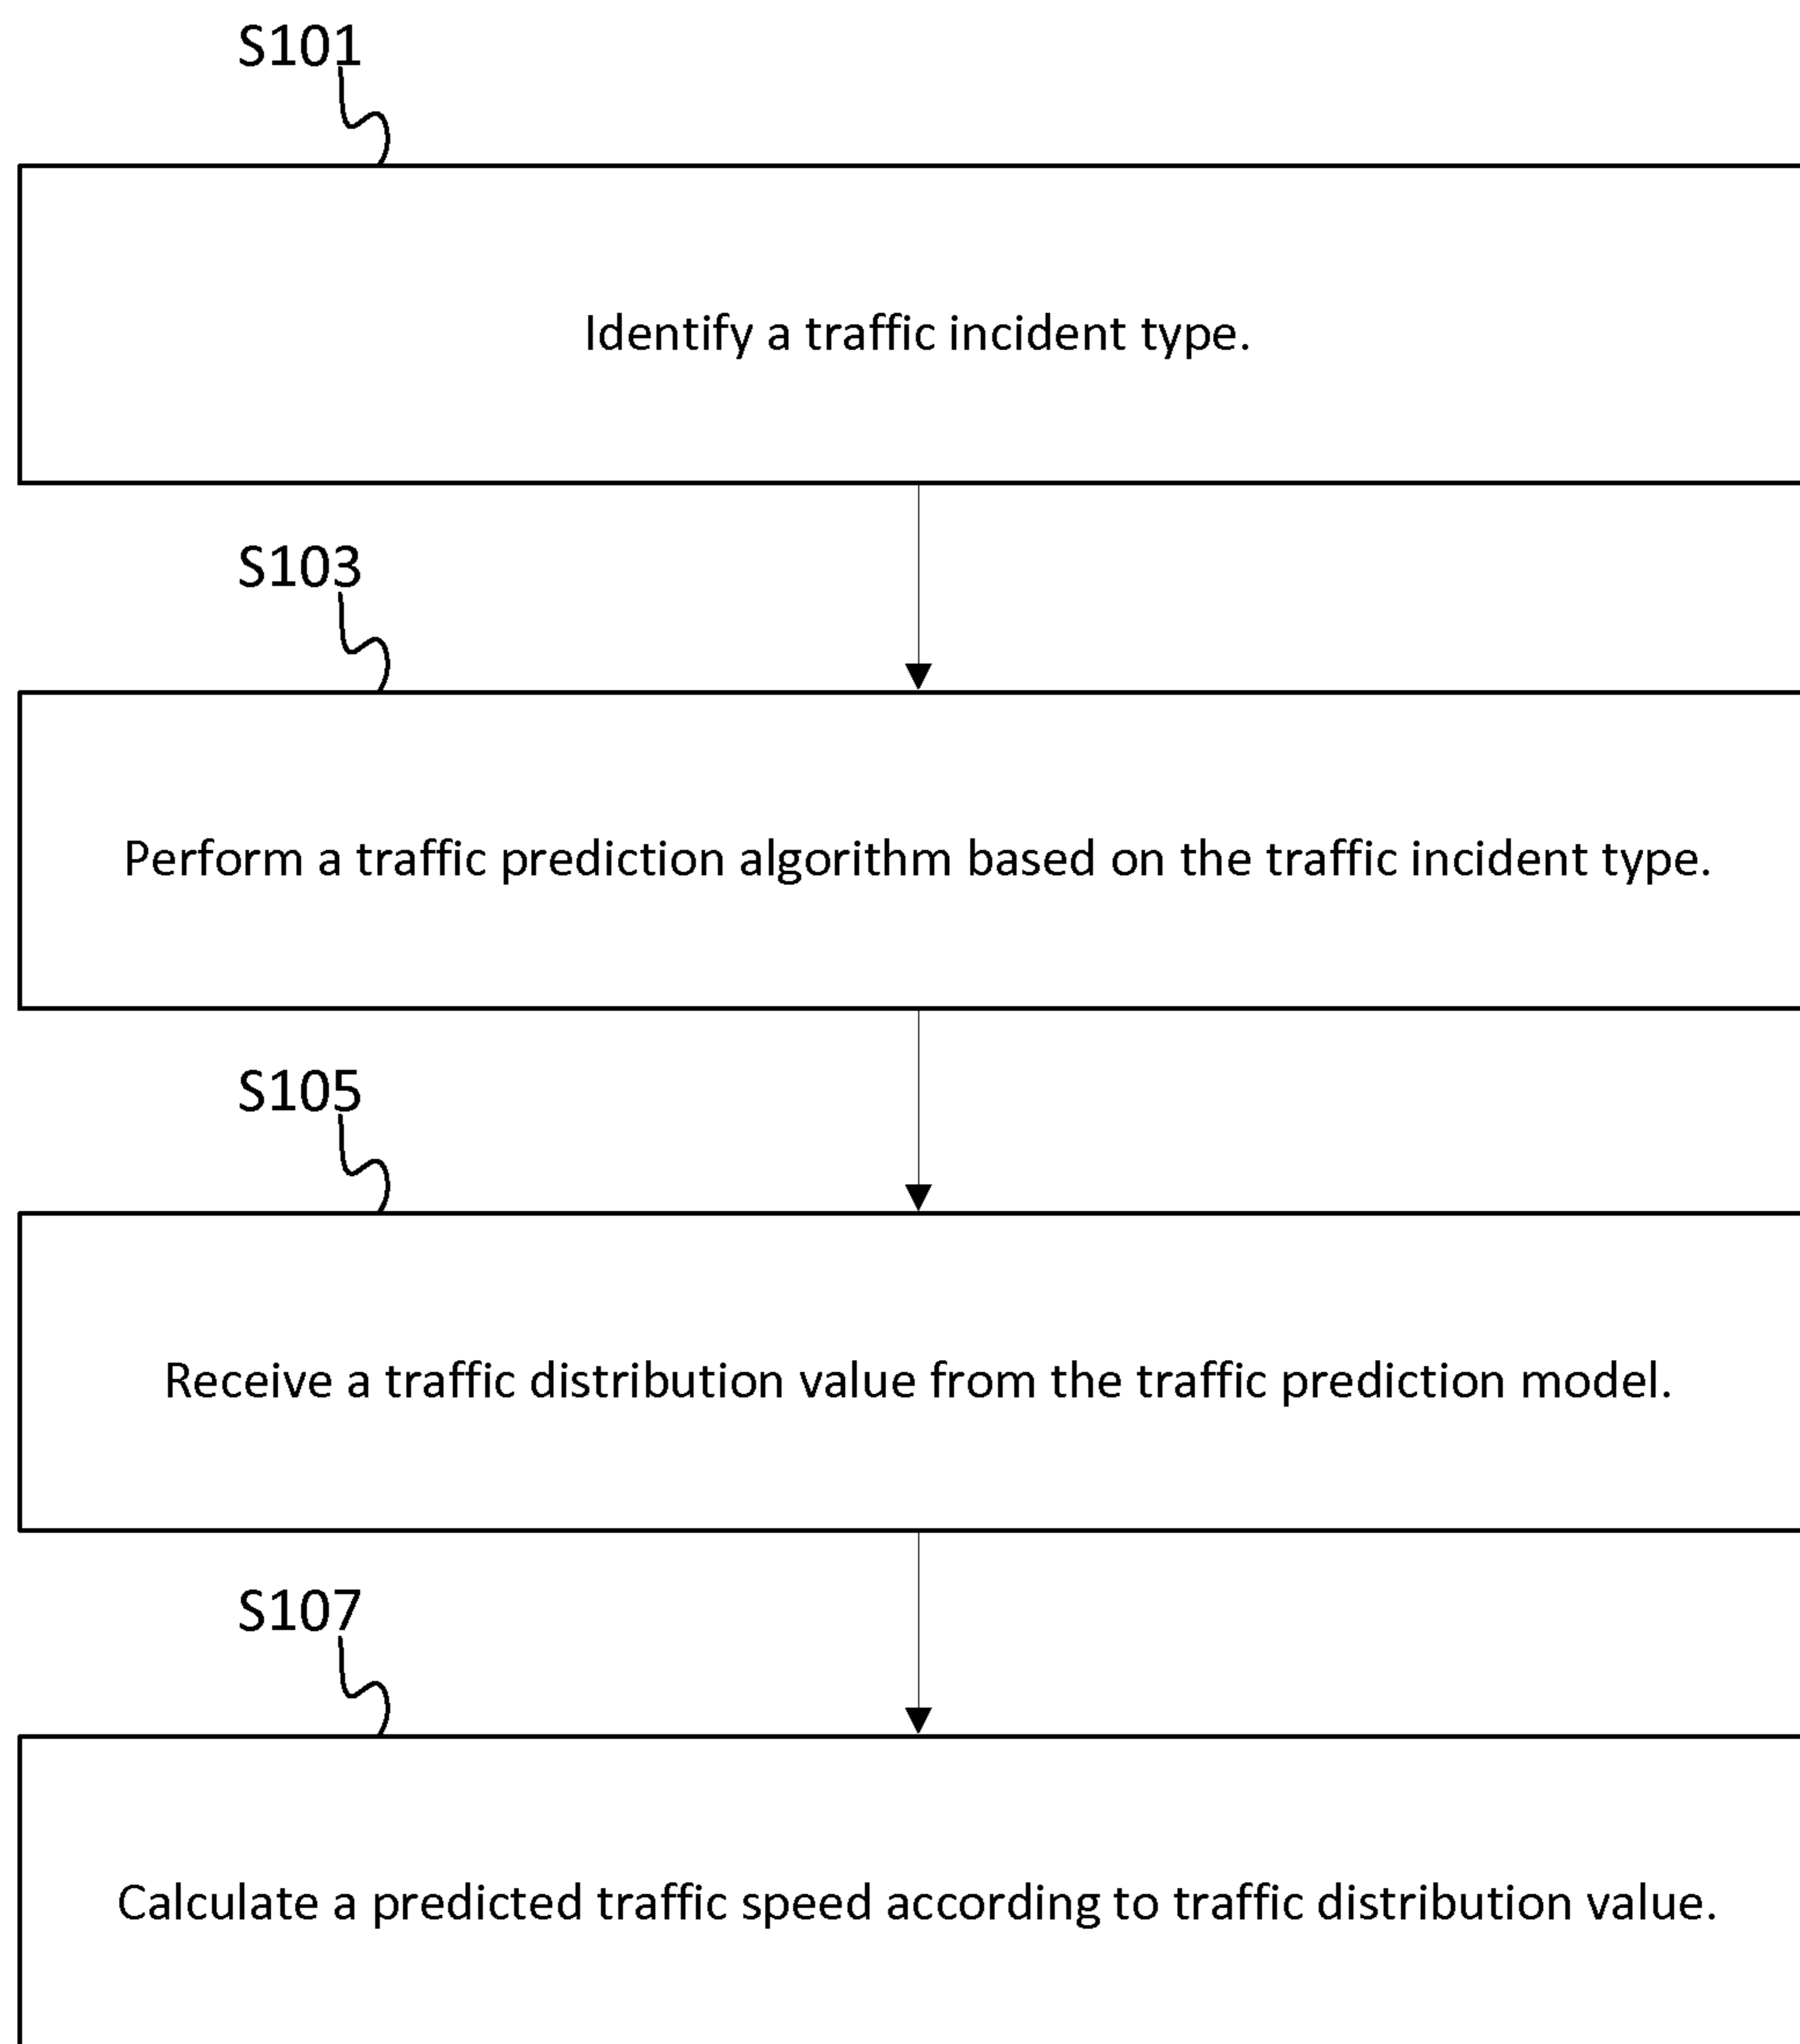 S101
Identify a traffic incident type.
S103
Perform a traffic prediction algorithm based on the traffic incident type.
S105
Receive a traffic distribution value from the traffic prediction model.
S107
Calculate a predicted traffic speed according to traffic distribution value.